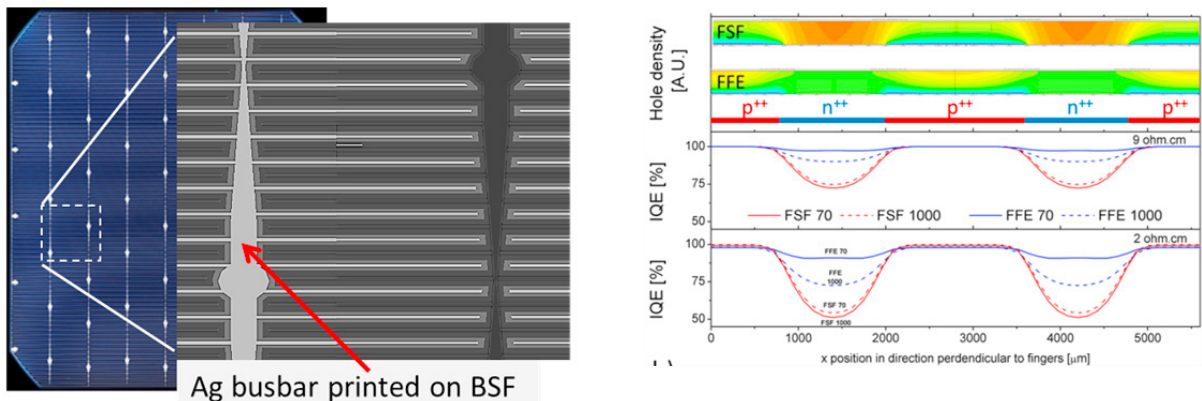 Ag busbar printed on BSF
Hole density
[A.U.]
FSF
FFE
p++ n++ p++ n++ p++
IQE [%]
100
75
9 ohm.cm
FSF 70 FSF 1000 FFE 70 FFE 1000
IQE [%]
100
75
50
2 ohm.cm
FFE 70
FFE
1000
FSF 70
FSF 1000
0 1000 2000 3000 4000 5000
x position in direction perdendicular to fingers [µm]